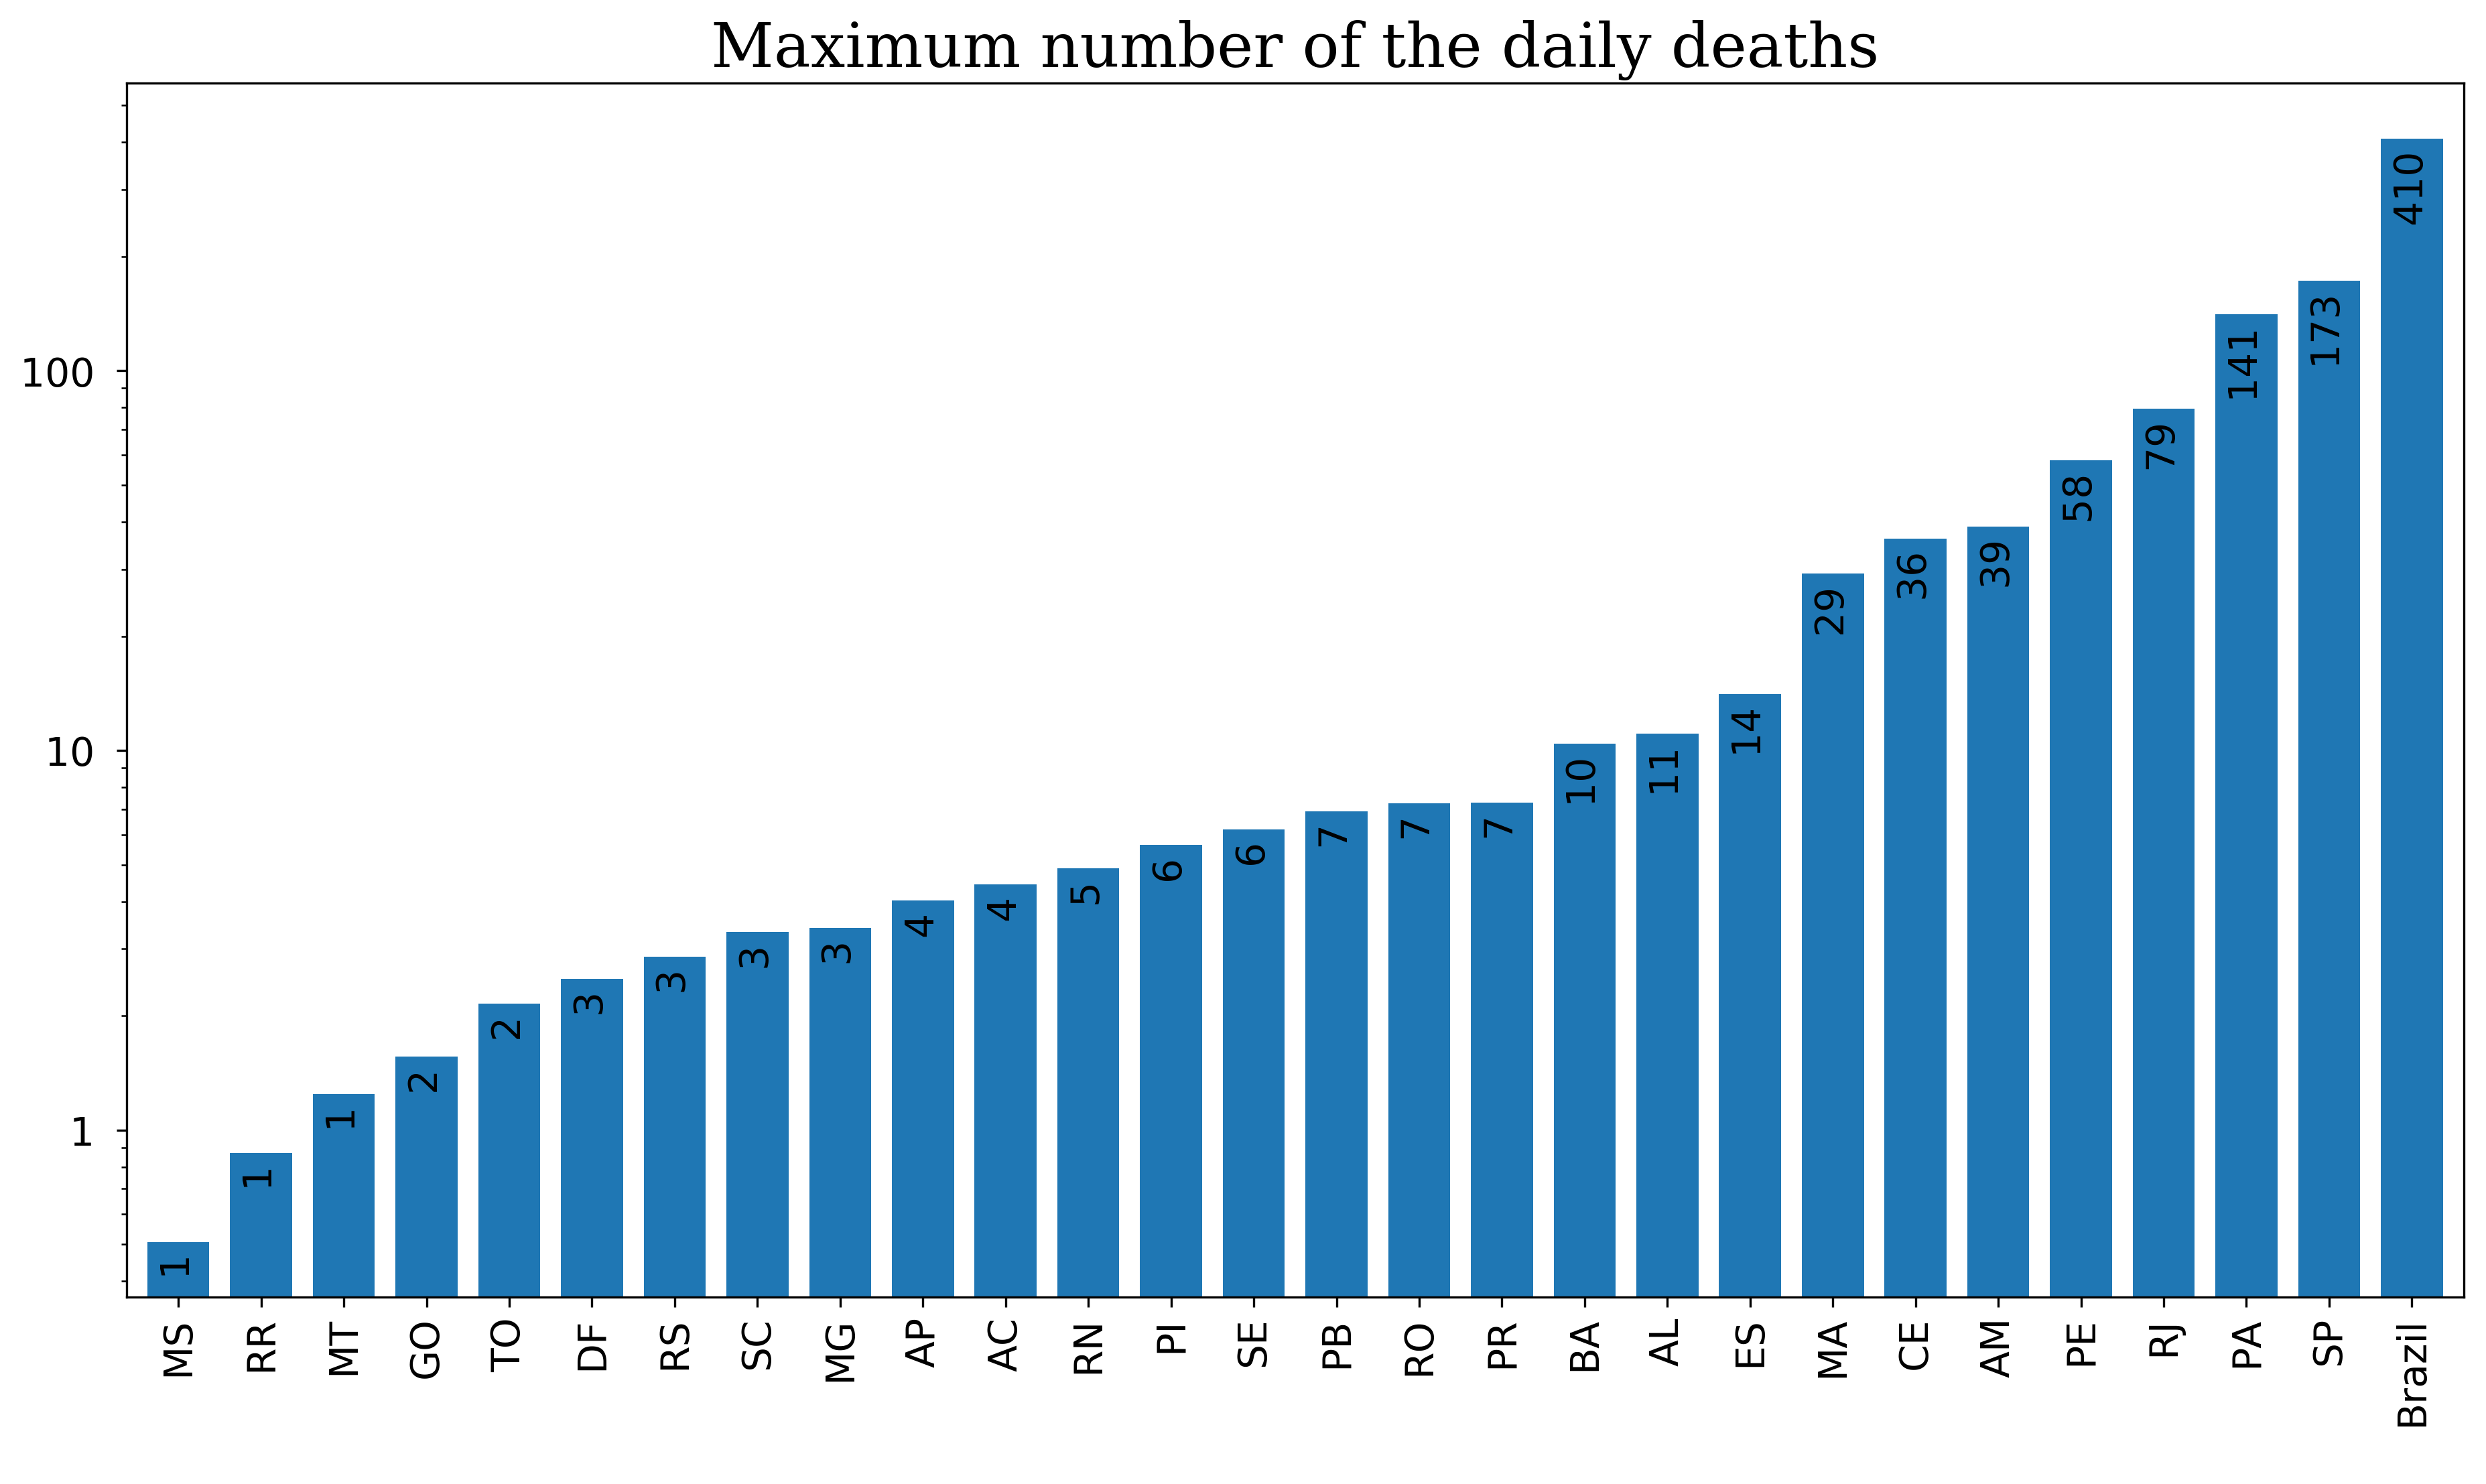 Maximum number of the daily deaths
100
10
1
1
1
1
2
2
3
3
3
3
4
4
5
6
6
7
7
7
10
11
14
29
36
39
58
79
141
173
410
MS
RR
MT
GO
TO
DF
RS
SC
MG
AP
AC
RN
PI
SE
PB
RO
PR
BA
AL
ES
MA
CE
AM
PE
RJ
PA
SP
Brazil